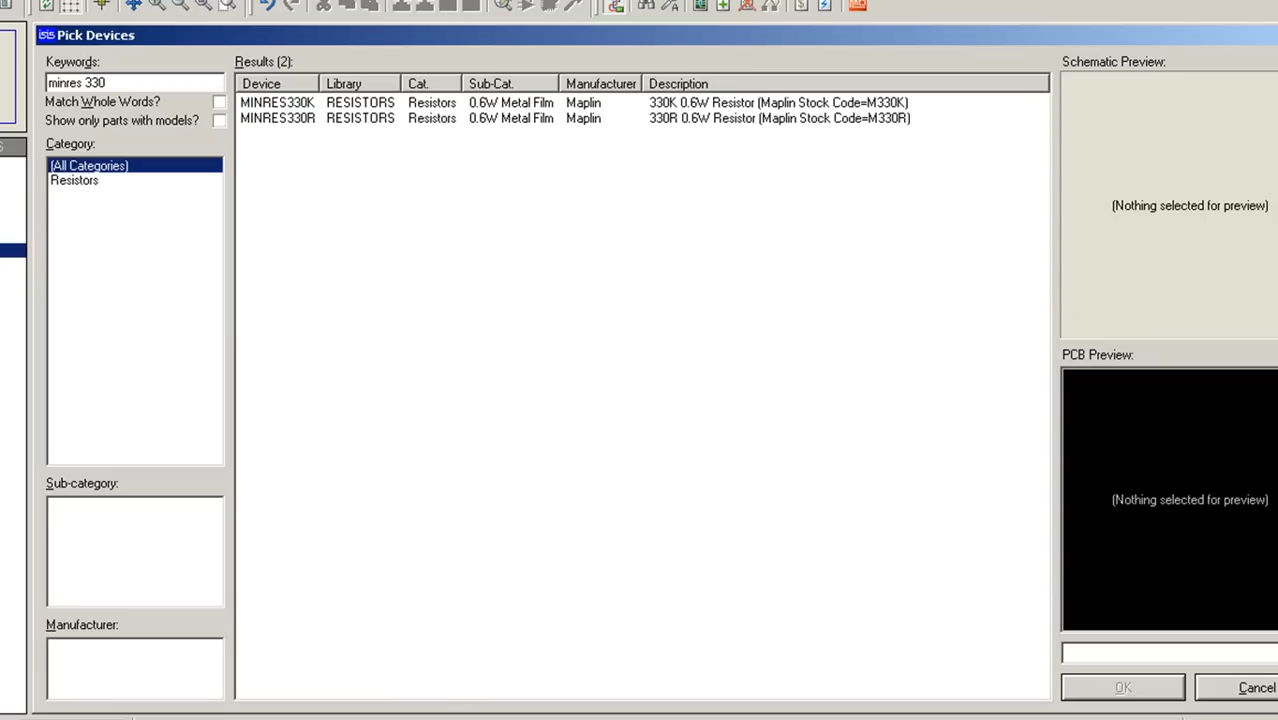 isis Pick Devices
Keywords:
minres 330
Match Whole Words?
Show only parts with models?
Category:
(All Categories)
Resistors
Sub-category:
Manufacturer:
Results (2):
Device Library Cat. Sub-Cat. Manufacturer Description
MINRES330K RESISTORS Resistors 0.6W Metal Film Maplin 330K 0.6W Resistor (Maplin Stock Code=M330K)
MINRES330R RESISTORS Resistors 0.6W Metal Film Maplin 330R 0.6W Resistor (Maplin Stock Code=M330R)
Schematic Preview:
(Nothing selected for preview)
PCB Preview:
(Nothing selected for preview)
OK Cancel